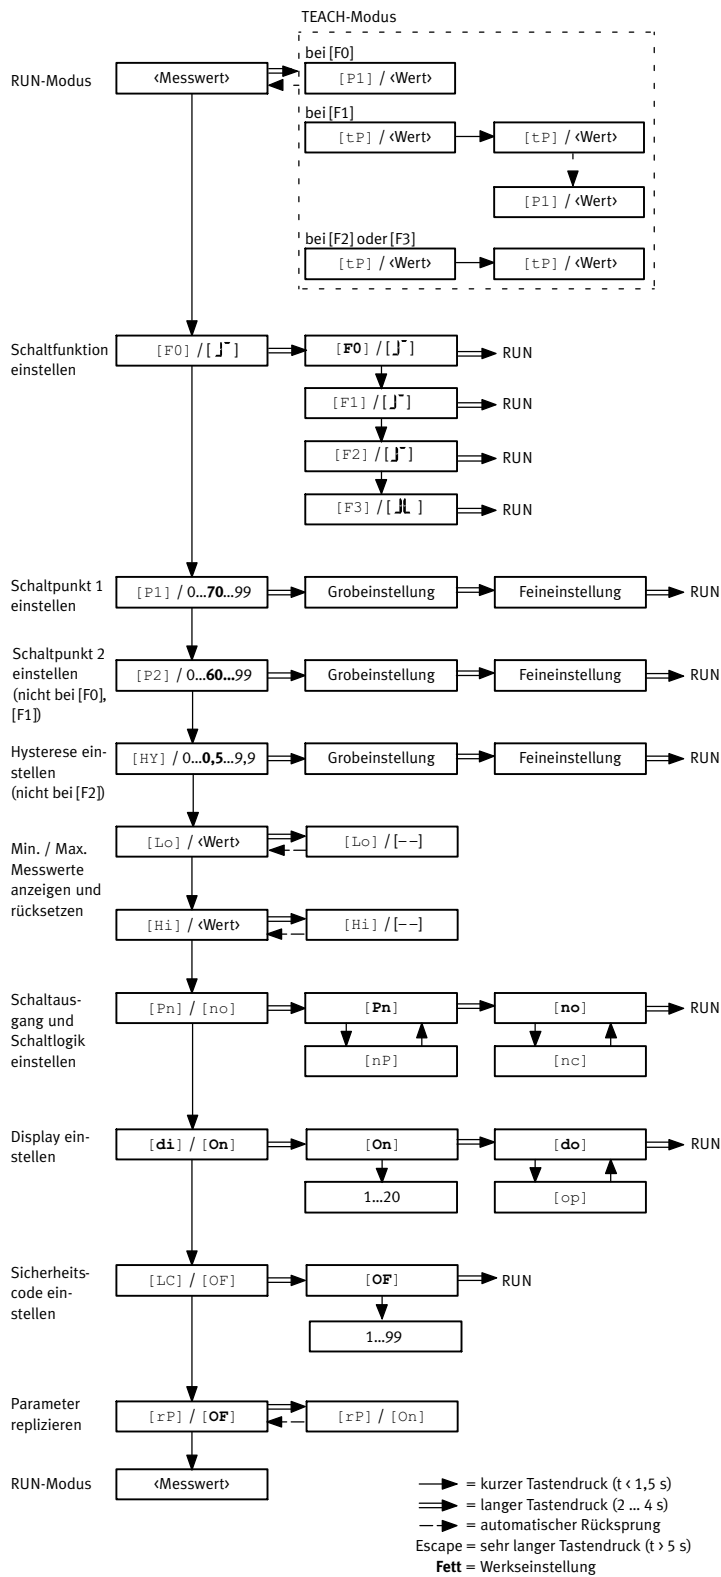 TEACH-Modus
bei [F0]
RUN-Modus
‹Messwert›
[P1] / ‹Wert›
bei [F1]
[tP] / ‹Wert›
[tP] / ‹Wert›
[P1] / ‹Wert›
bei [F2] oder [F3]
[tP] / ‹Wert›
[tP] / ‹Wert›
Schaltfunktion
einstellen
[F0] / [ ]
[F0] / [ ]
RUN
[F1] / [ ]
RUN
[F2] / [ ]
RUN
[F3] / [ ]
RUN
Schaltpunkt 1
einstellen
[P1] / 0...70...99
Grobeinstellung
Feineinstellung
RUN
Schaltpunkt 2
einstellen
(nicht bei [F0],
[F1])
[P2] / 0...60...99
Grobeinstellung
Feineinstellung
RUN
Hysterese ein-
stellen
(nicht bei [F2])
[HY] / 0...0,5...9,9
Grobeinstellung
Feineinstellung
RUN
Min. / Max.
Messwerte
anzeigen und
rücksetzen
[Lo] / ‹Wert›
[Lo] / [--]
[Hi] / ‹Wert›
[Hi] / [--]
Schaltaus-
gang und
Schaltlogik
einstellen
[Pn] / [no]
[Pn]
[no]
RUN
[nP]
[nc]
Display ein-
stellen
[di] / [On]
[On]
[do]
RUN
1...20
[op]
Sicherheits-
code ein-
stellen
[LC] / [OF]
[OF]
RUN
1...99
Parameter
replizieren
[rP] / [OF]
[rP] / [On]
RUN-Modus
‹Messwert›
= kurzer Tastendruck (t ‹ 1,5 s)
= langer Tastendruck (2 ... 4 s)
= automatischer Rücksprung
Escape = sehr langer Tastendruck (t › 5 s)
Fett = Werkseinstellung